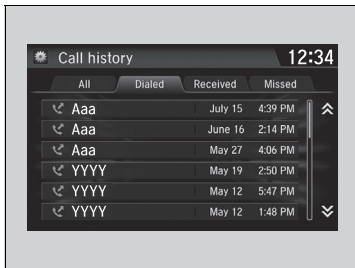 Call history 12:34
All Dialed Received Missed
Aaa July 15 4:39 PM
Aaa June 16 2:14 PM
Aaa May 27 4:06 PM
YYYY May 19 2:50 PM
YYYY May 12 5:47 PM
YYYY May 12 1:48 PM